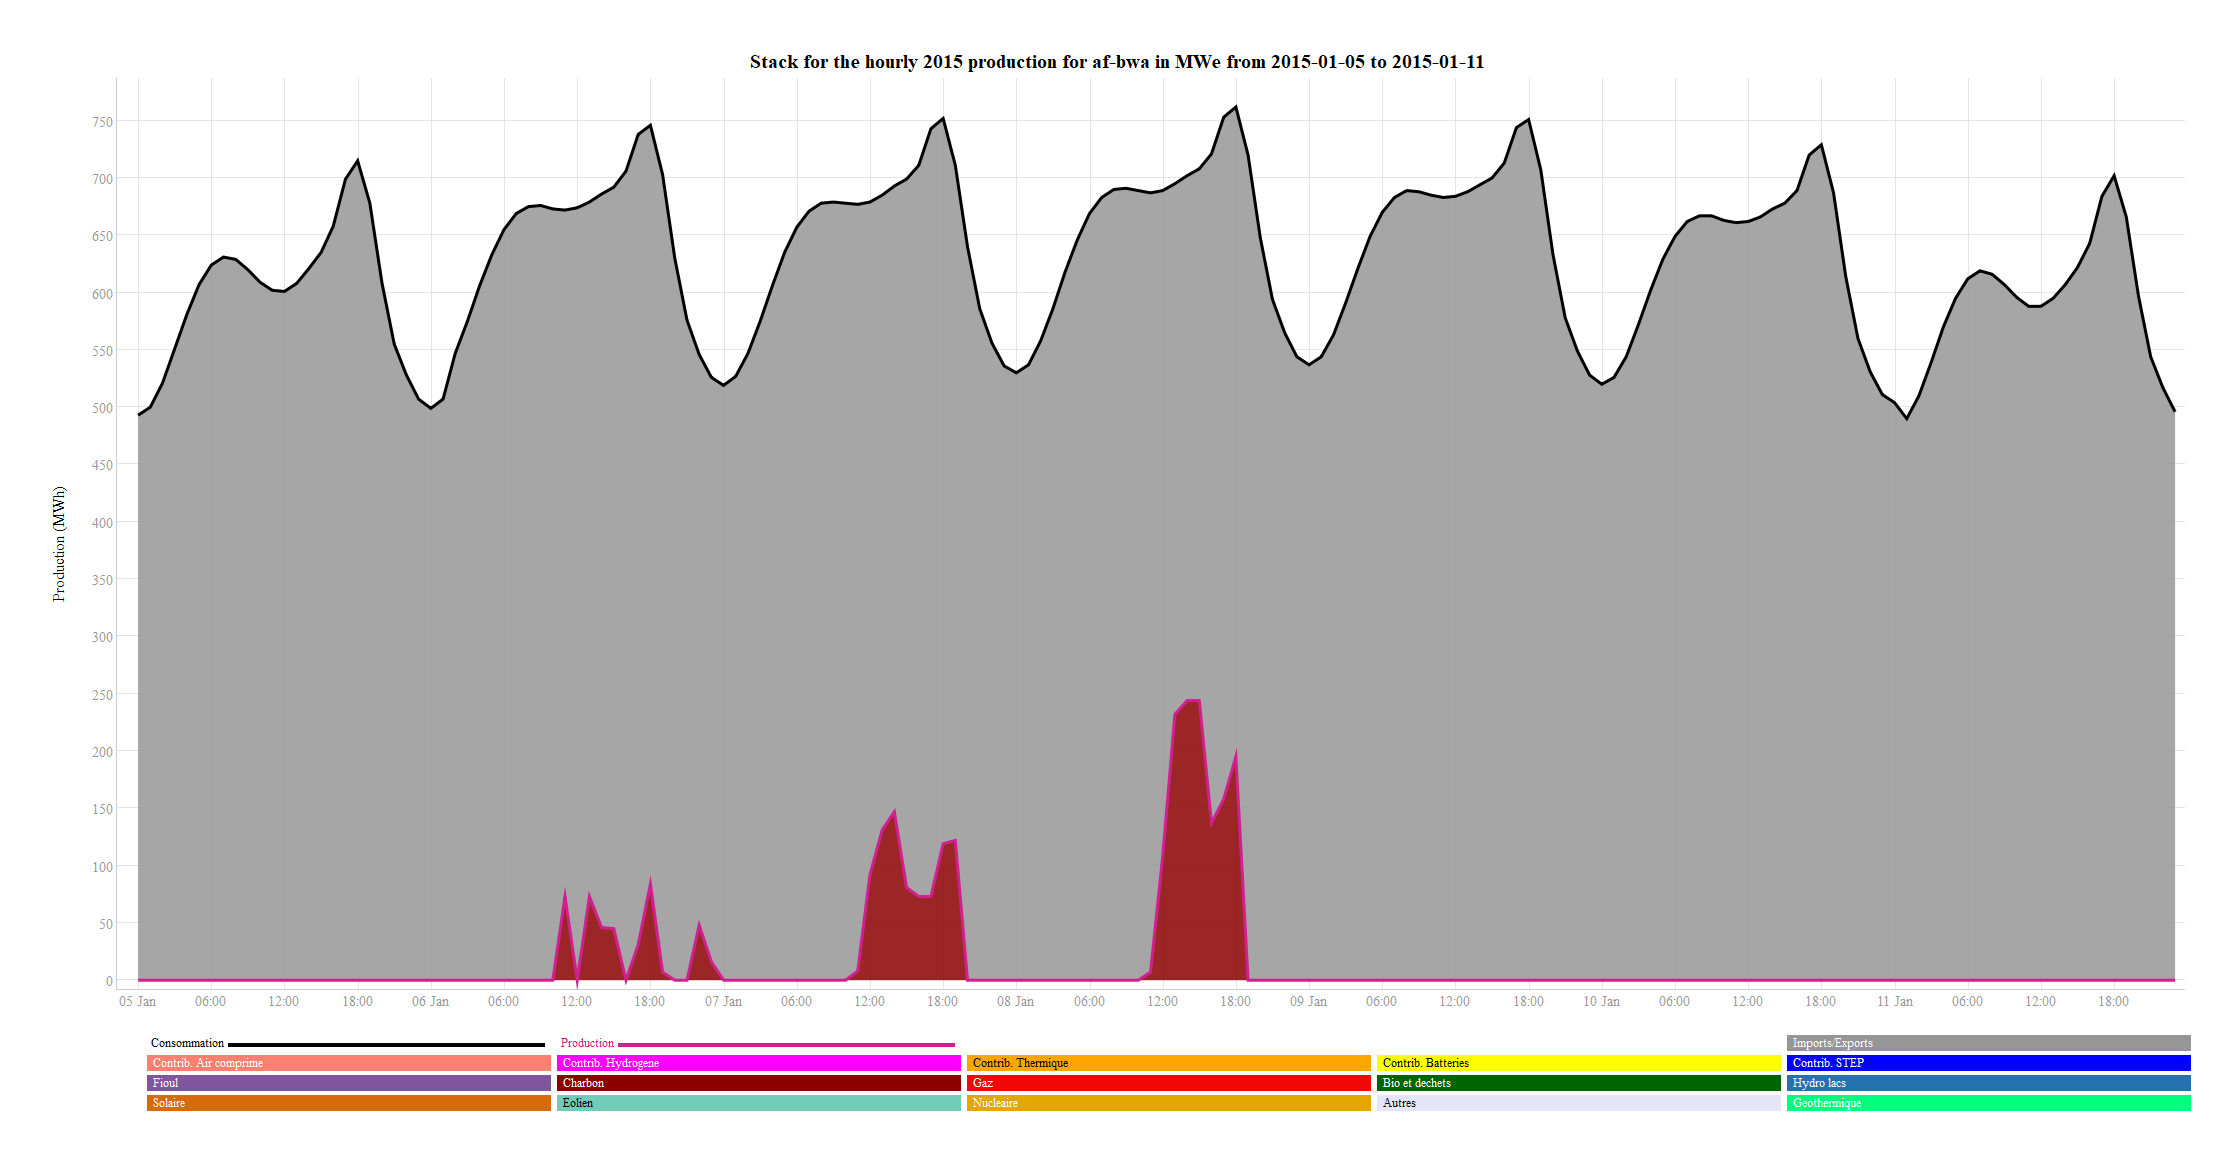 Stack for the hourly 2015 production for af-bwa in MWe from 2015-01-05 to 2015-01-11
750
700
650
600
550
500
450
400
350
300
250
200
150
100
50
0
Production (MWh)
05 Jan 06:00 12:00 18:00 06 Jan 06:00 12:00 18:00 07 Jan 06:00 12:00 18:00 08 Jan 06:00 12:00 18:00 09 Jan 06:00 12:00 18:00 10 Jan 06:00 12:00 18:00 11 Jan 06:00 12:00 18:00
Consommation Production Imports/Exports
Contrib. Air comprime Contrib. Hydrogene Contrib. Thermique Contrib. Batteries Contrib. STEP
Fioul Charbon Gaz Bio et dechets Hydro lacs
Solaire Eolien Nucleaire Autres Geothermique